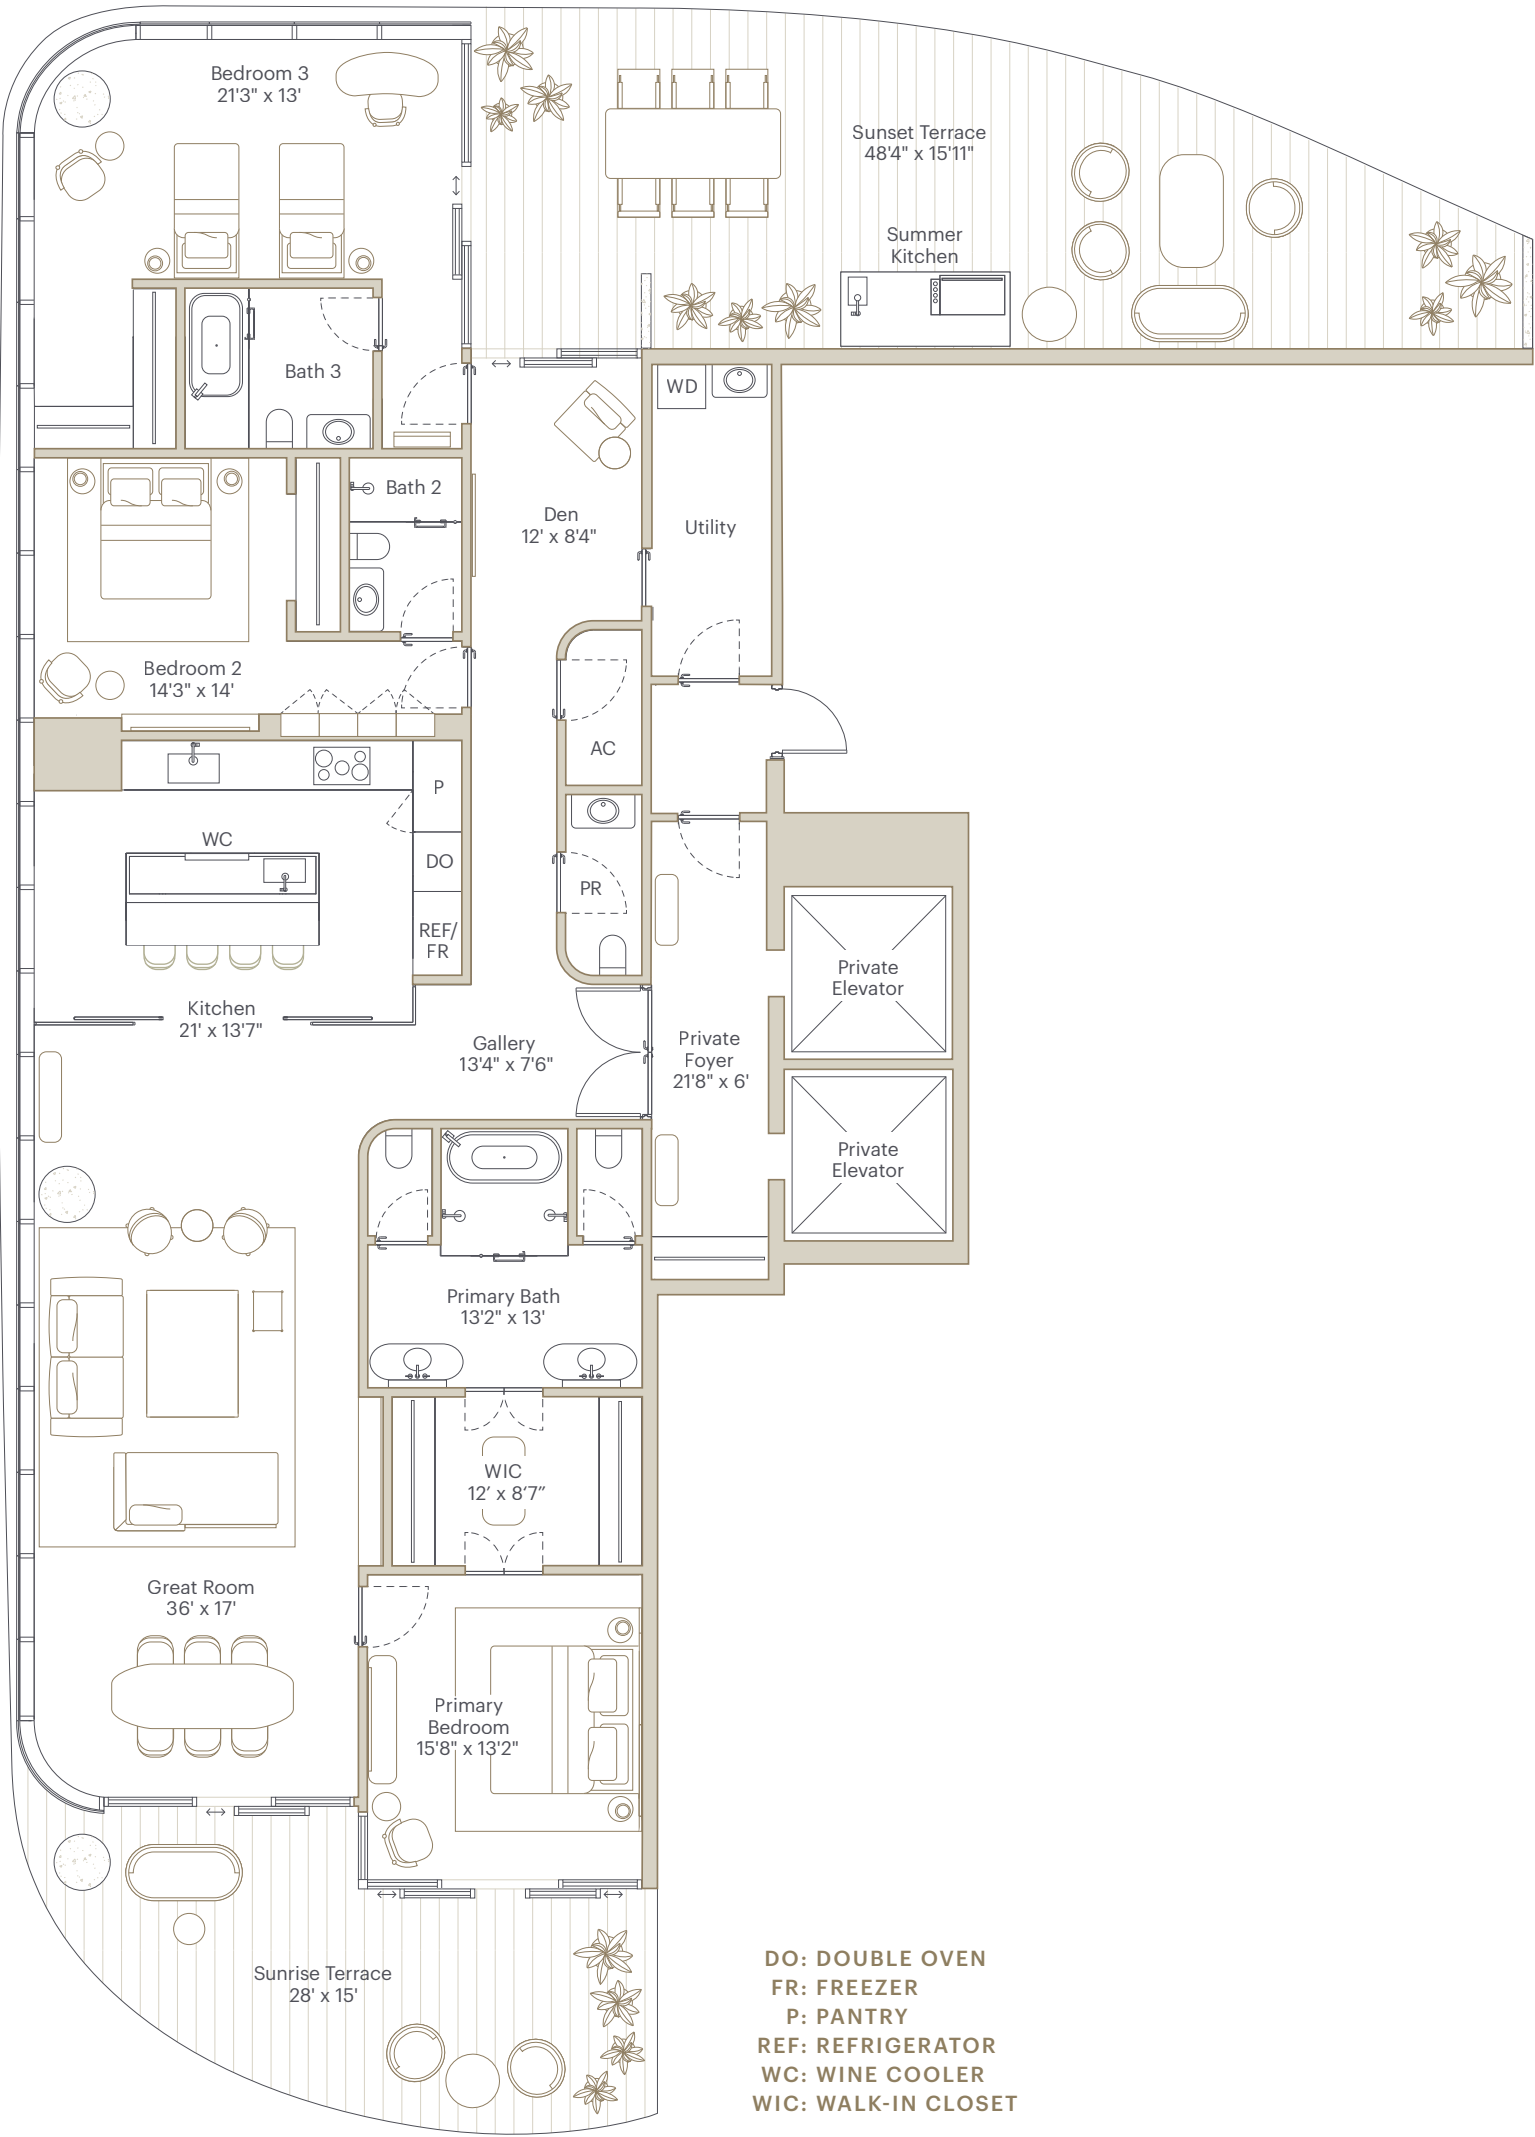 Bedroom 3
21'3" x 13'
Sunset Terrace
48'4" x 15'11"
Summer
Kitchen
Bath 3
WD
Bath 2
Den
12' x 8'4"
Utility
Bedroom 2
14'3" x 14'
AC
P
WC
DO
PR
REF/
FR
Private
Elevator
Kitchen
21' x 13'7"
Gallery
13'4" x 7'6"
Private
Foyer
21'8" x 6'
Private
Elevator
Primary Bath
13'2" x 13'
WIC
12’ x 8‘7”
Great Room
36' x 17'
Primary
Bedroom
15'8" x 13'2"
Sunrise Terrace
28' x 15'
DO: DOUBLE OVEN
FR: FREEZER
P: PANTRY
REF: REFRIGERATOR
WC: WINE COOLER
WIC: WALK-IN CLOSET